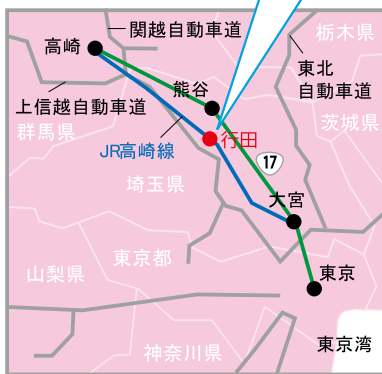 関越自動車道
栃木県
高崎
東北
自動車道
熊谷
上信越自動車道
群馬県
茨城県
行田
JR高崎線
17
埼玉県
大宮
東京都
山梨県
東京
東京湾
神奈川県